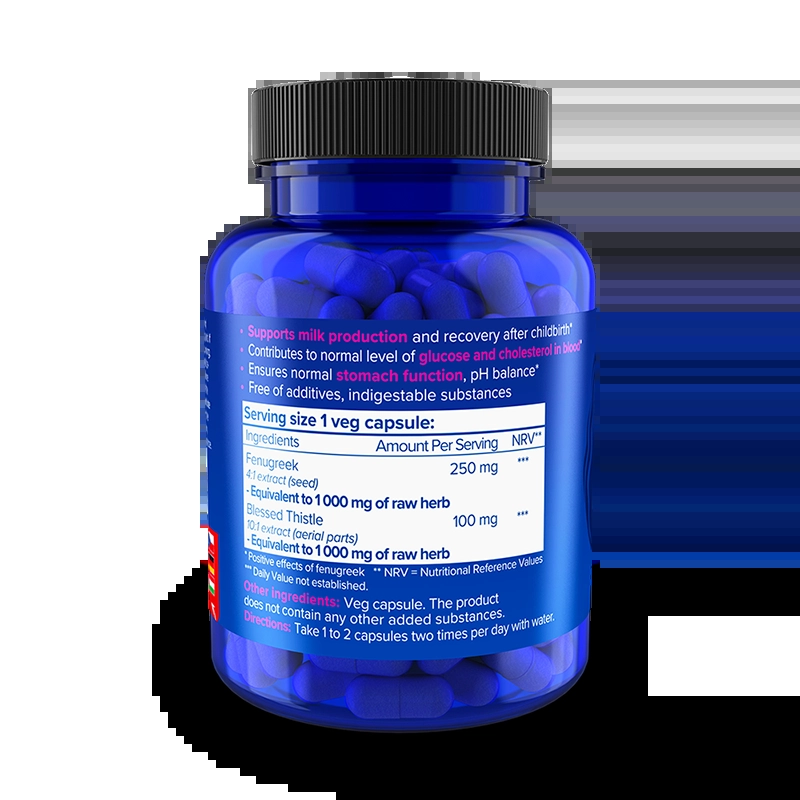 • Supports milk production and recovery after childbirth*
• Contributes to normal level of glucose and cholesterol in blood*
• Ensures normal stomach function, pH balance*
• Free of additives, indigestable substances
Serving size 1 veg capsule:
Ingredients Amount Per Serving NRV**
Fenugreek 250 mg ***
4:1 extract (seed)
- Equivalent to 1 000 mg of raw herb
Blessed Thistle 100 mg ***
10:1 extract (aerial parts)
- Equivalent to 1 000 mg of raw herb
* Positive effects of fenugreek ** NRV = Nutritional Reference Values
*** Daily Value not established.
Other Ingredients: Veg capsule. The product
does not contain any other added substances.
Directions: Take 1 to 2 capsules two times per day with water.